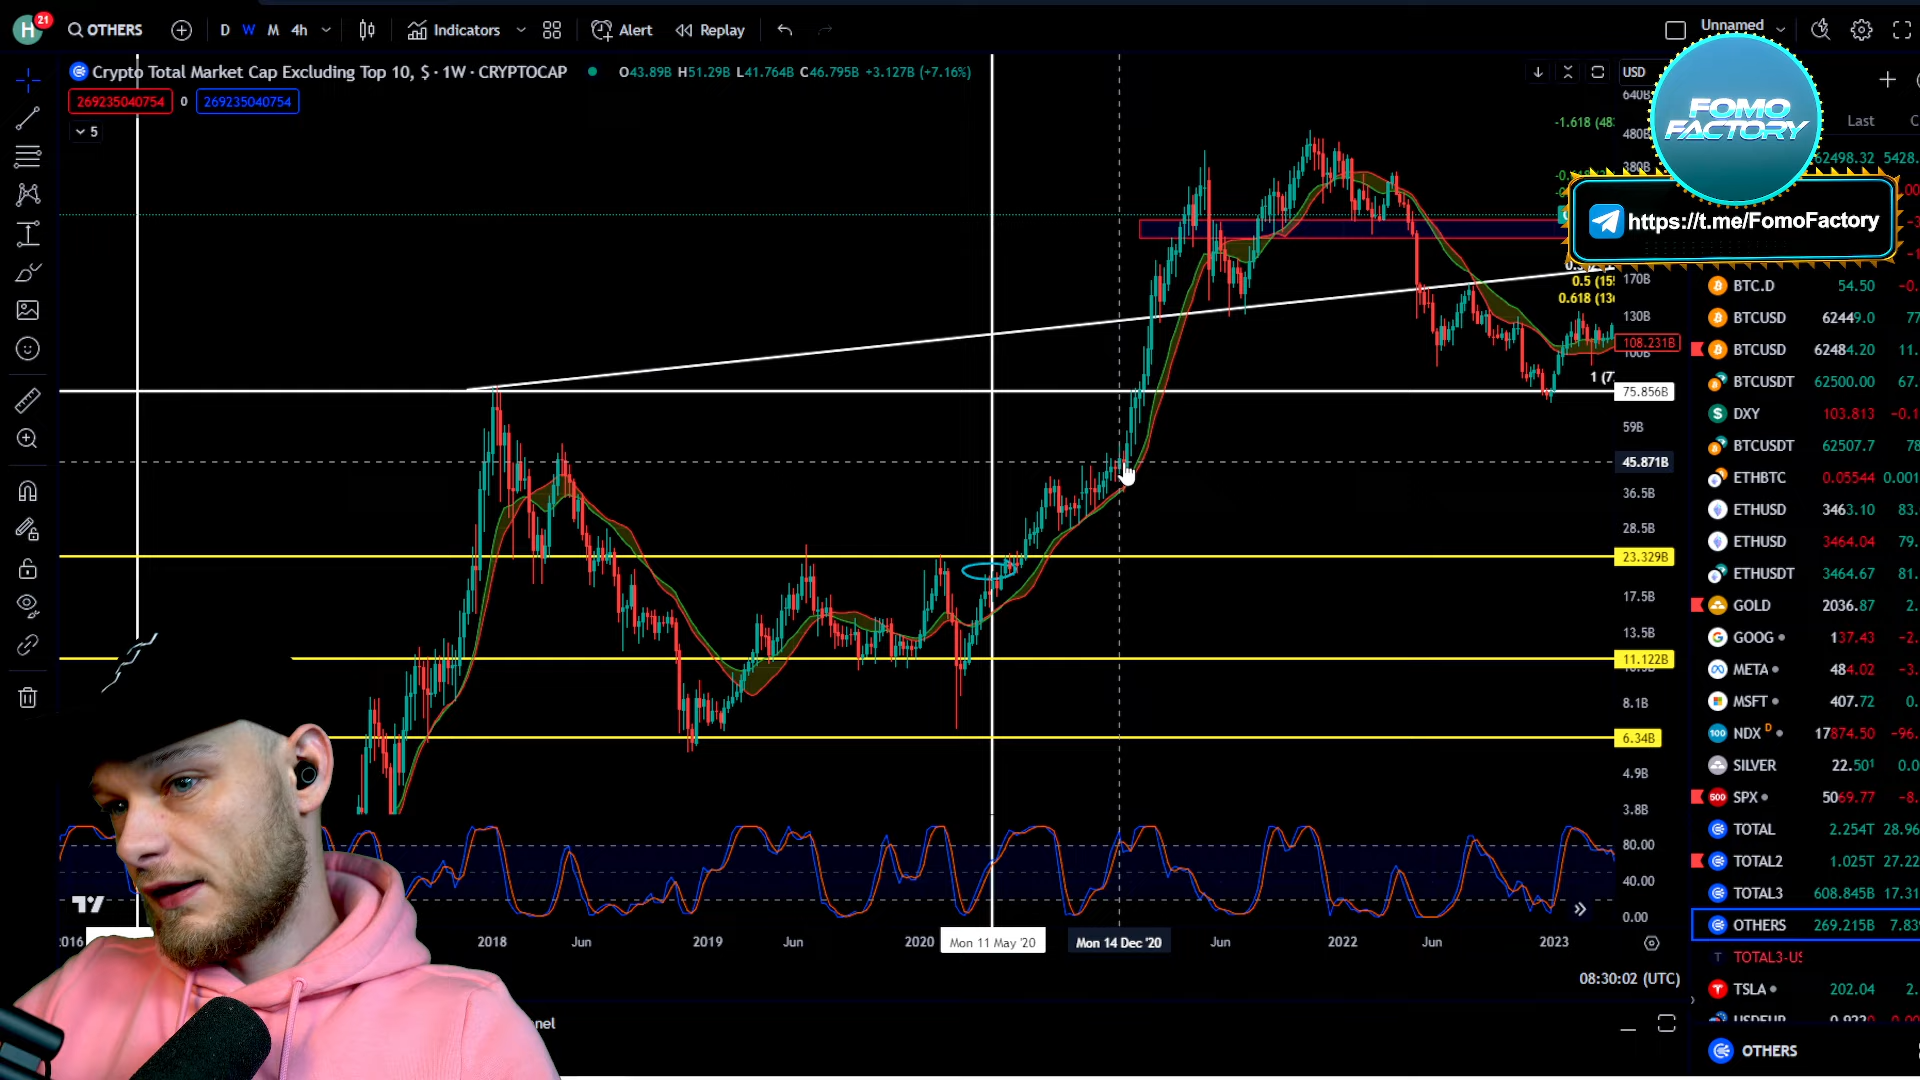 H 21 OTHERS D W M 4h Indicators Alert Replay Unnamed
Crypto Total Market Cap Excluding Top 10, $ · 1W · CRYPTOCAP O43.89B H51.29B L41.764B C46.795B +3.127B (+7.16%)
269235040754 0 269235040754
5
USD
640B
-1.618 (48
480B
380B
170B
0.5 (15
0.618 (13
130B
108.231B
100B
1 (7
75.856B
59B
45.871B
36.5B
28.5B
23.329B
17.5B
13.5B
11.122B
8.1B
6.34B
4.9B
3.8B
80.00
40.00
0.00
2016 2018 Jun 2019 Jun 2020 Mon 11 May '20 Mon 14 Dec '20 Jun 2022 Jun 2023
08:30:02 (UTC)
nel
FOMO
FACTORY
https://t.me/FomoFactory
Last
62498.32 5428.
BTC.D 54.50 -0.
BTCUSD 62449.0 77
BTCUSD 62484.20 11.
BTCUSDT 62500.00 67.
DXY 103.813 -0.1
BTCUSDT 62507.7 78
ETHBTC 0.05544 0.001
ETHUSD 3463.10 83.
ETHUSD 3464.04 79.
ETHUSDT 3464.67 81.
GOLD 2036.87 2.
GOOG 137.43 -2.
META 484.02 -3.
MSFT 407.72 0.
100 NDX D 17874.50 -96.
SILVER 22.501 0.0
500 SPX 5069.77 -8.
TOTAL 2.254T 28.96
TOTAL2 1.025T 27.22
TOTAL3 608.845B 17.31
OTHERS 269.215B 7.83
T TOTAL3-US
TSLA 202.04 2.
USDEUR 0.9220 0.00
OTHERS